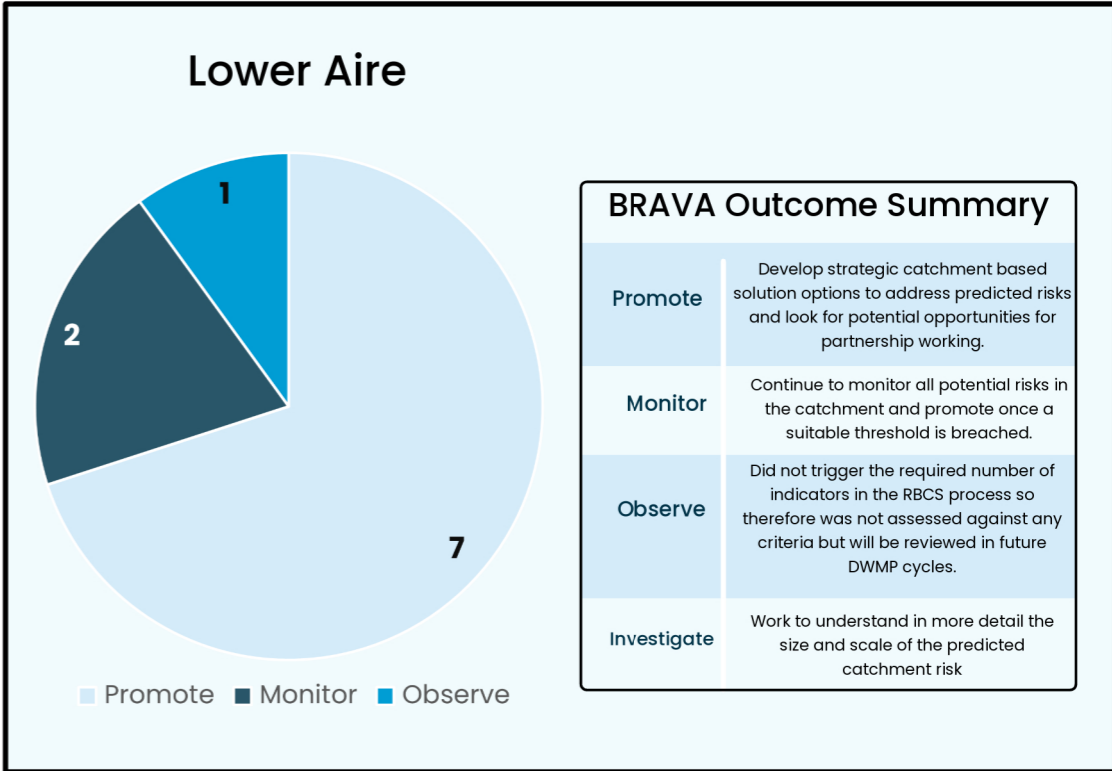 Lower Aire
1
2
7
Promote
Monitor
Observe
BRAVA Outcome Summary
Promote
Develop strategic catchment based
solution options to address predicted risks
and look for potential opportunities for
partnership working.
Monitor
Continue to monitor all potential risks in
the catchment and promote once a
suitable threshold is breached.
Observe
Did not trigger the required number of
indicators in the RBCS process so
therefore was not assessed against any
criteria but will be reviewed in future
DWMP cycles.
Investigate
Work to understand in more detail the
size and scale of the predicted
catchment risk